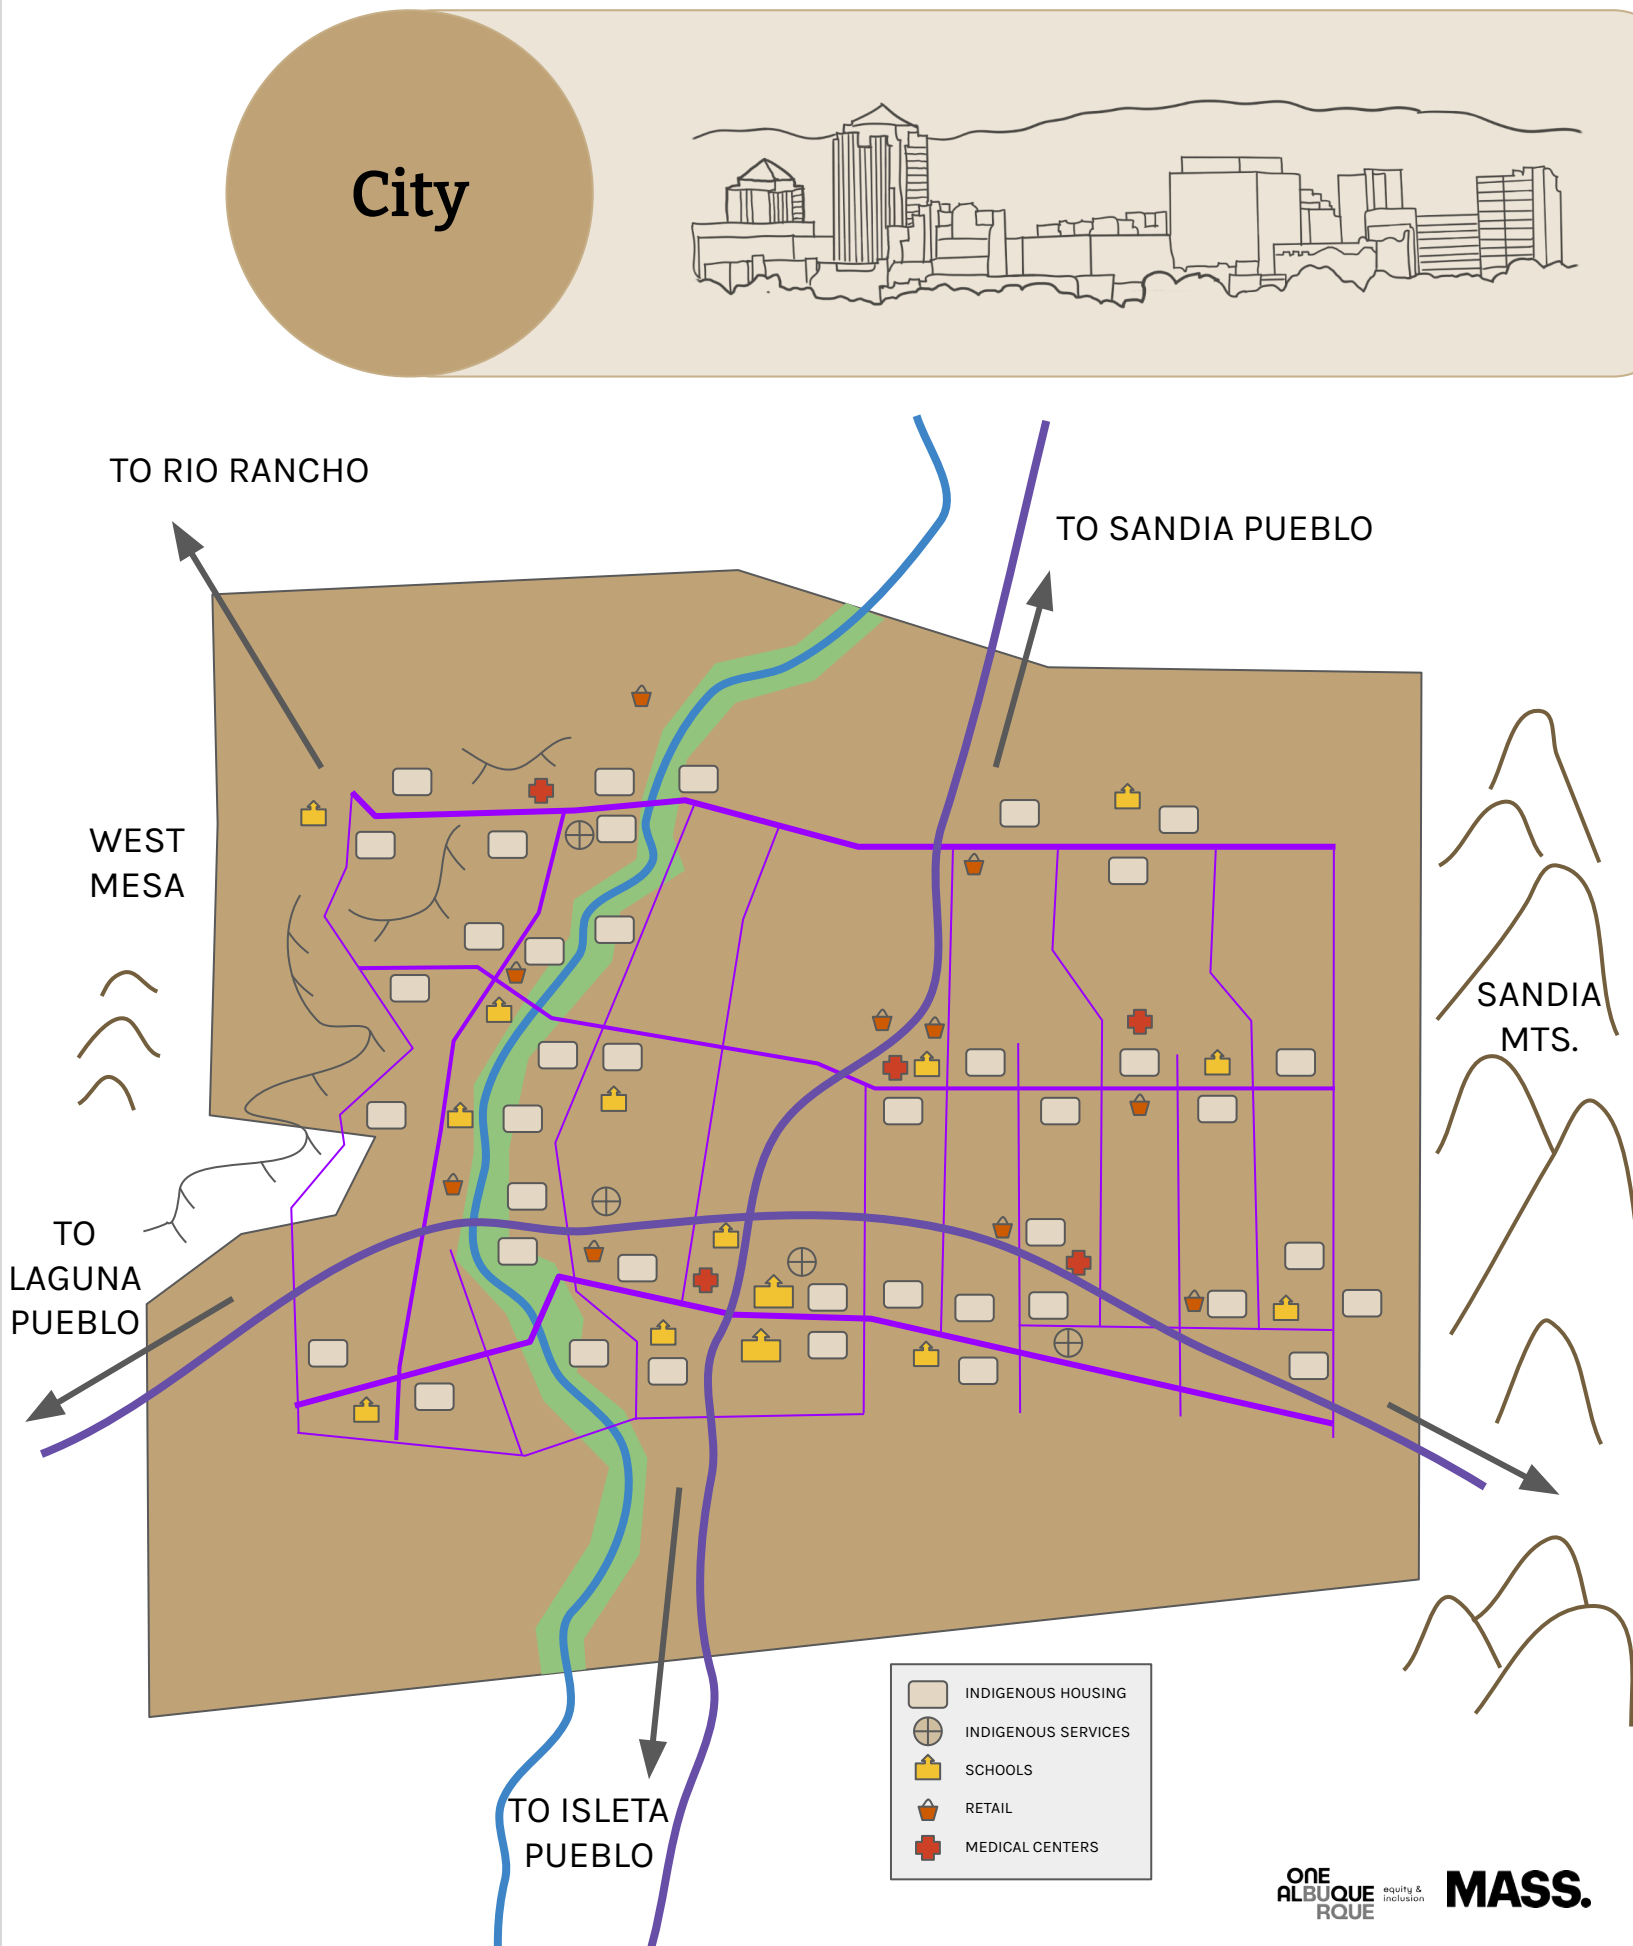 City
TO RIO RANCHO
TO SANDIA PUEBLO
WEST
MESA
SANDIA
MTS.
TO
LAGUNA
PUEBLO
INDIGENOUS HOUSING
INDIGENOUS SERVICES
SCHOOLS
RETAIL
MEDICAL CENTERS
TO ISLETA
PUEBLO
ONE
ALBUQUE
RQUE
equity &
inclusion
MASS.